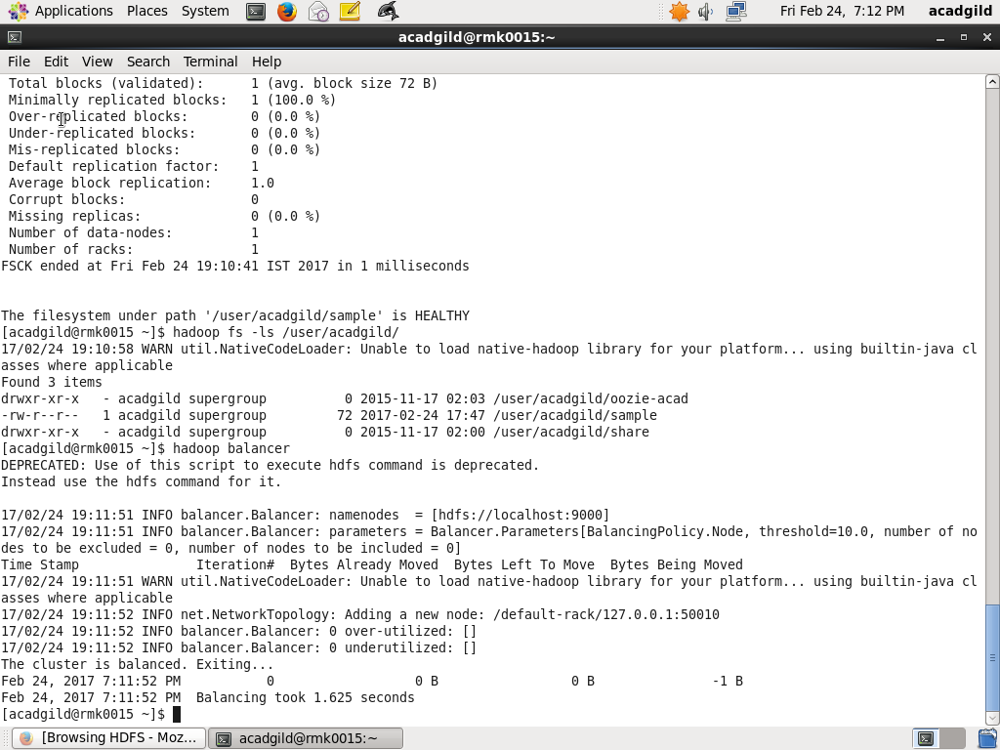 Applications Places System Fri Feb 24, 7:12 PM acadgild
acadgild@rmk0015:~
File Edit View Search Terminal Help
Total blocks (validated): 1 (avg. block size 72 B)
Minimally replicated blocks: 1 (100.0 %)
Over-replicated blocks: 0 (0.0 %)
Under-replicated blocks: 0 (0.0 %)
Mis-replicated blocks: 0 (0.0 %)
Default replication factor: 1
Average block replication: 1.0
Corrupt blocks: 0
Missing replicas: 0 (0.0 %)
Number of data-nodes: 1
Number of racks: 1
FSCK ended at Fri Feb 24 19:10:41 IST 2017 in 1 milliseconds
The filesystem under path '/user/acadgild/sample' is HEALTHY
[acadgild@rmk0015 ~]$ hadoop fs -ls /user/acadgild/
17/02/24 19:10:58 WARN util.NativeCodeLoader: Unable to load native-hadoop library for your platform... using builtin-java cl
asses where applicable
Found 3 items
drwxr-xr-x - acadgild supergroup 0 2015-11-17 02:03 /user/acadgild/oozie-acad
-rw-r--r-- 1 acadgild supergroup 72 2017-02-24 17:47 /user/acadgild/sample
drwxr-xr-x - acadgild supergroup 0 2015-11-17 02:00 /user/acadgild/share
[acadgild@rmk0015 ~]$ hadoop balancer
DEPRECATED: Use of this script to execute hdfs command is deprecated.
Instead use the hdfs command for it.
17/02/24 19:11:51 INFO balancer.Balancer: namenodes = [hdfs://localhost:9000]
17/02/24 19:11:51 INFO balancer.Balancer: parameters = Balancer.Parameters[BalancingPolicy.Node, threshold=10.0, number of no
des to be excluded = 0, number of nodes to be included = 0]
Time Stamp Iteration# Bytes Already Moved Bytes Left To Move Bytes Being Moved
17/02/24 19:11:51 WARN util.NativeCodeLoader: Unable to load native-hadoop library for your platform... using builtin-java cl
asses where applicable
17/02/24 19:11:52 INFO net.NetworkTopology: Adding a new node: /default-rack/127.0.0.1:50010
17/02/24 19:11:52 INFO balancer.Balancer: 0 over-utilized: []
17/02/24 19:11:52 INFO balancer.Balancer: 0 underutilized: []
The cluster is balanced. Exiting...
Feb 24, 2017 7:11:52 PM 0 0 B 0 B -1 B
Feb 24, 2017 7:11:52 PM Balancing took 1.625 seconds
[acadgild@rmk0015 ~]$
[Browsing HDFS - Moz... acadgild@rmk0015:~